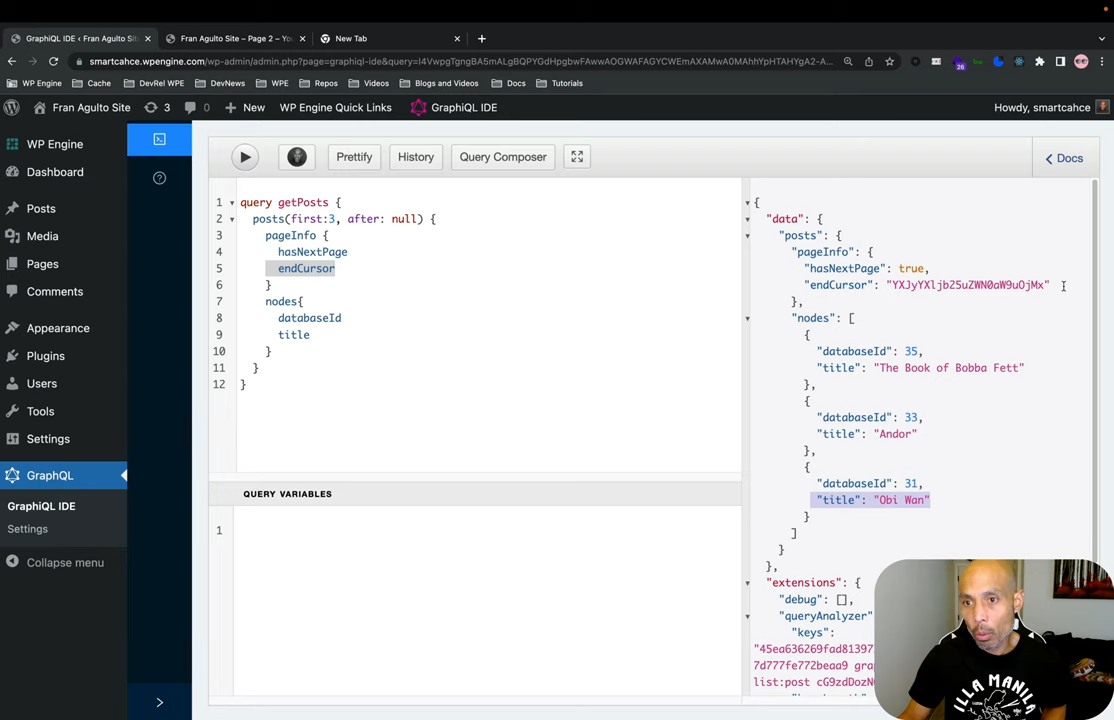 GraphiQL IDE ‹ Fran Agulto Sit
Fran Agulto Site – Page 2 – Yo
New Tab
smartcahce.wpengine.com/wp-admin/admin.php?page=graphiql-ide&query=I4VwpgTgngBA5mALgBQPYGdHpgbwFAwwAOGWAFAGYCWEmAXAMwA0MAhhYpHTAHYgA2-...
26
WP Engine
Cache
DevRel WPE
DevNews
WPE
Repos
Videos
Blogs and Videos
Docs
Tutorials
Fran Agulto Site
3
0
New
WP Engine Quick Links
GraphiQL IDE
Howdy, smartcahce
WP Engine
Dashboard
Posts
Media
Pages
Comments
Appearance
Plugins
Users
Tools
Settings
GraphQL
GraphiQL IDE
Settings
Collapse menu
Prettify
History
Query Composer
Docs
1 query getPosts {
2 posts(first:3, after: null) {
3 pageInfo {
4 hasNextPage
5 endCursor
6 }
7 nodes{
8 databaseId
9 title
10 }
11 }
12 }
QUERY VARIABLES
1
{
"data": {
"posts": {
"pageInfo": {
"hasNextPage": true,
"endCursor": "YXJyYXljb25uZWN0aW9uOjMx"
},
"nodes": [
{
"databaseId": 35,
"title": "The Book of Bobba Fett"
},
{
"databaseId": 33,
"title": "Andor"
},
{
"databaseId": 31,
"title": "Obi Wan"
}
]
}
},
"extensions": {
"debug": [],
"queryAnalyzer"
"keys":
"45ea636269fad81397
7d777fe772beaa9 grap
list:post cG9zdDozN
ILLA MANILA